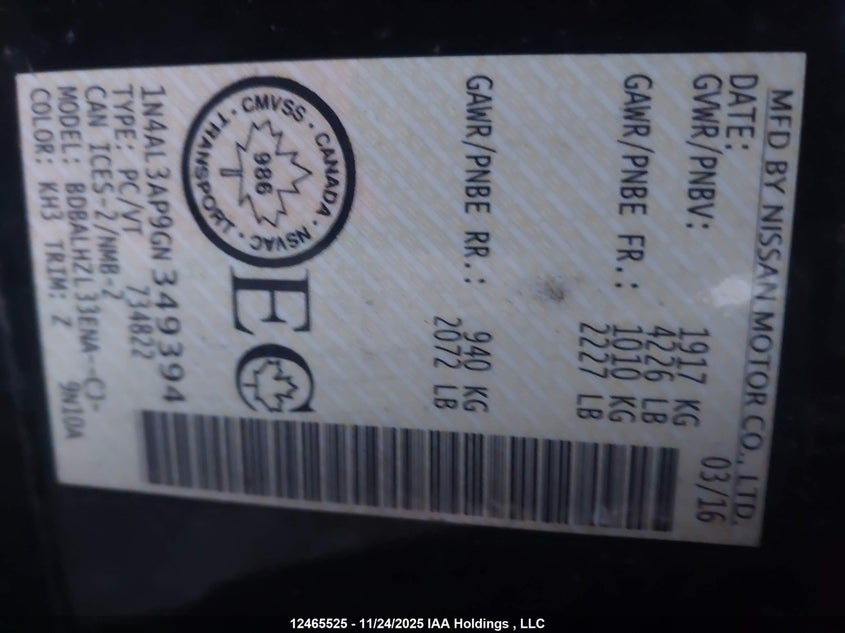 MFD BY NISSAN MOTOR CO., LTD.
DATE: 03/16
GVWR/PNBV: 1917 KG
4226 LB
GAWR/PNBE FR.: 1010 KG
2227 LB
GAWR/PNBE RR.: 940 KG
2072 LB
CMVSS · CANADA · NSVAC · TRANSPORT ·
986
EC
1N4AL3AP9GN349394
TYPE: PC/VT 734822
CAN ICES-2/NMB-2
MODEL: BDBALHZL33ENA--CJ-
COLOR: KH3 TRIM: Z 9N10A
12465525 - 11/24/2025 IAA Holdings , LLC